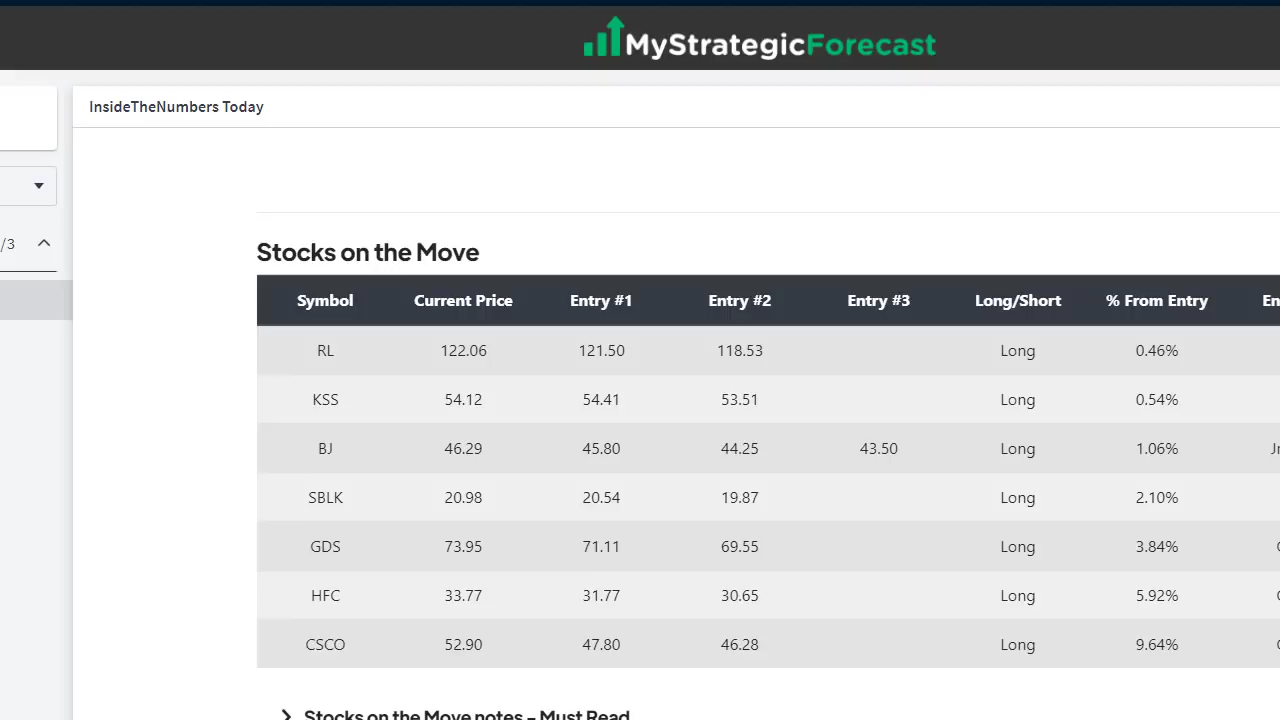 MyStrategicForecast
InsideTheNumbers Today
/3
Stocks on the Move
Symbol Current Price Entry #1 Entry #2 Entry #3 Long/Short % From Entry En
RL 122.06 121.50 118.53 Long 0.46%
KSS 54.12 54.41 53.51 Long 0.54%
BJ 46.29 45.80 44.25 43.50 Long 1.06%
SBLK 20.98 20.54 19.87 Long 2.10%
GDS 73.95 71.11 69.55 Long 3.84%
HFC 33.77 31.77 30.65 Long 5.92%
CSCO 52.90 47.80 46.28 Long 9.64%
Stocks on the Move notes – Must Read